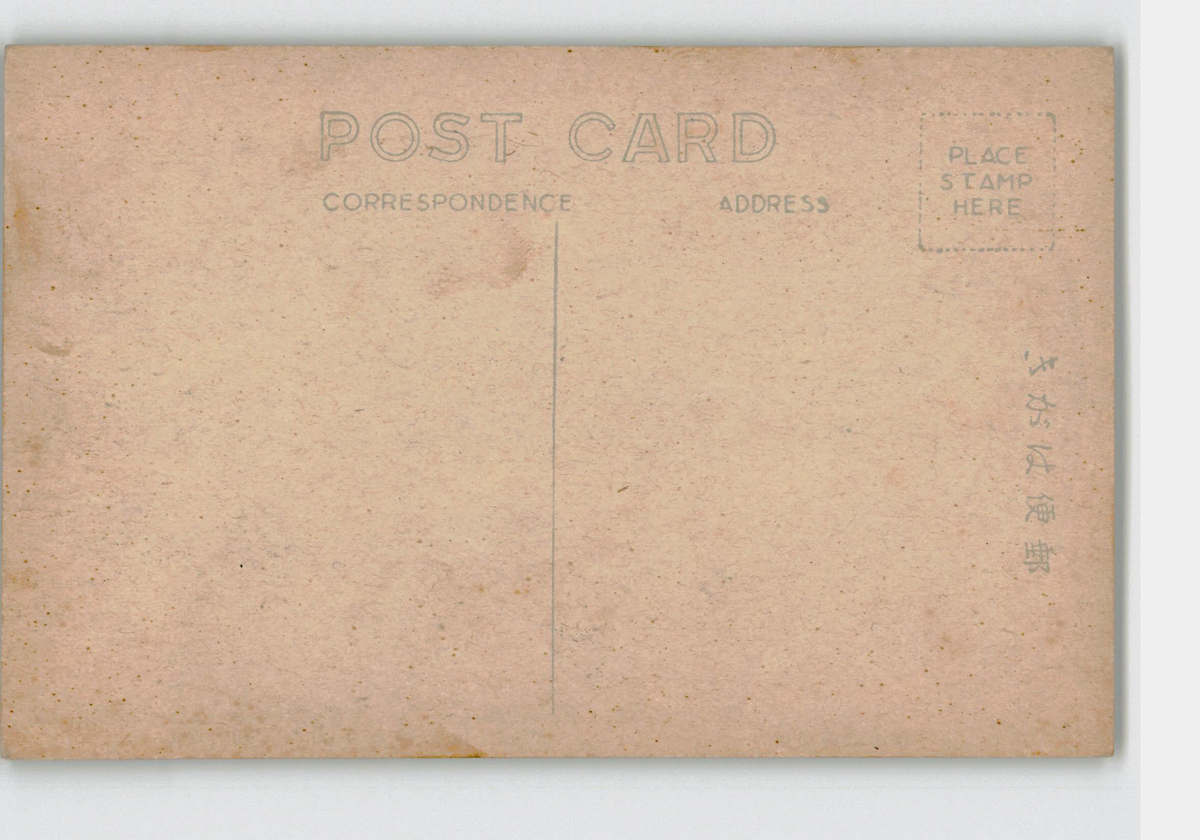 POST CARD
CORRESPONDENCE
ADDRESS
PLACE
STAMP
HERE
郵便はがき